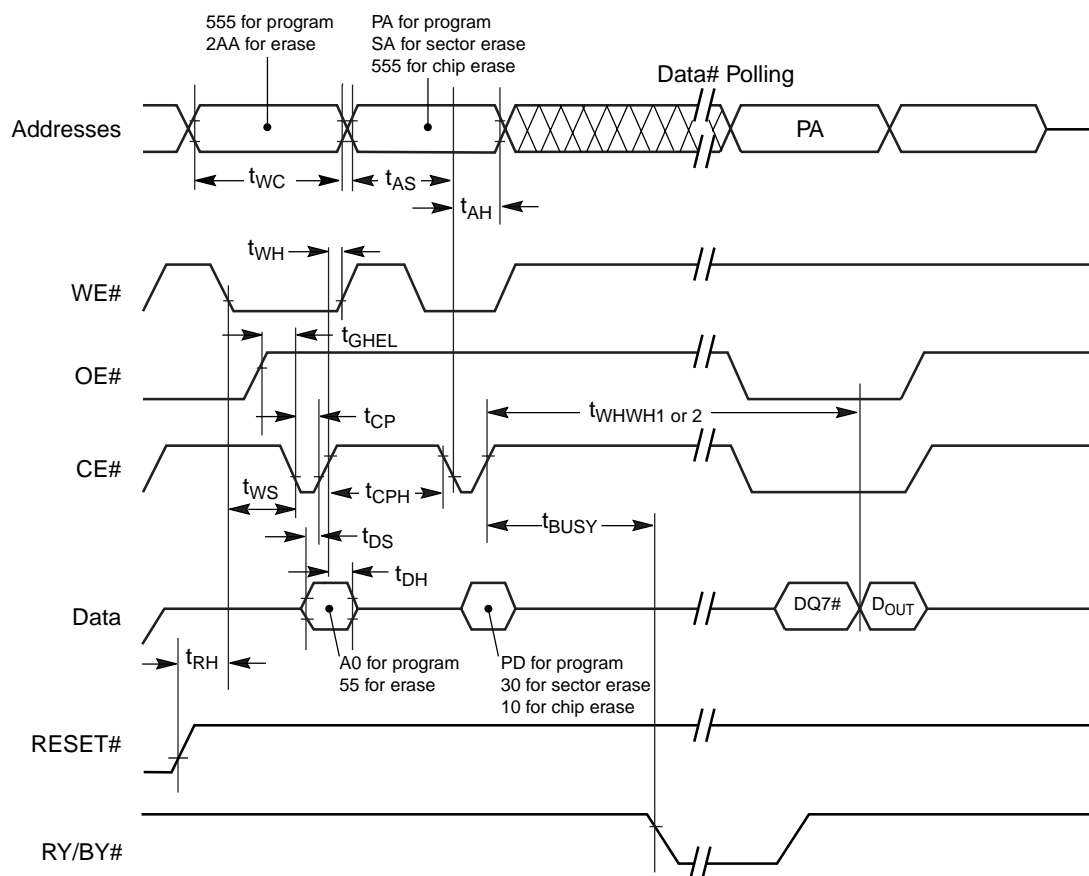 555 for program
2AA for erase
PA for program
SA for sector erase
555 for chip erase
Data# Polling
Addresses
PA
tWC
tAS
tAH
tWH
WE#
tGHEL
OE#
tWHWH1 or 2
tCP
CE#
tWS
tCPH
tBUSY
tDS
tDH
Data
DQ7#
DOUT
tRH
A0 for program
55 for erase
PD for program
30 for sector erase
10 for chip erase
RESET#
RY/BY#